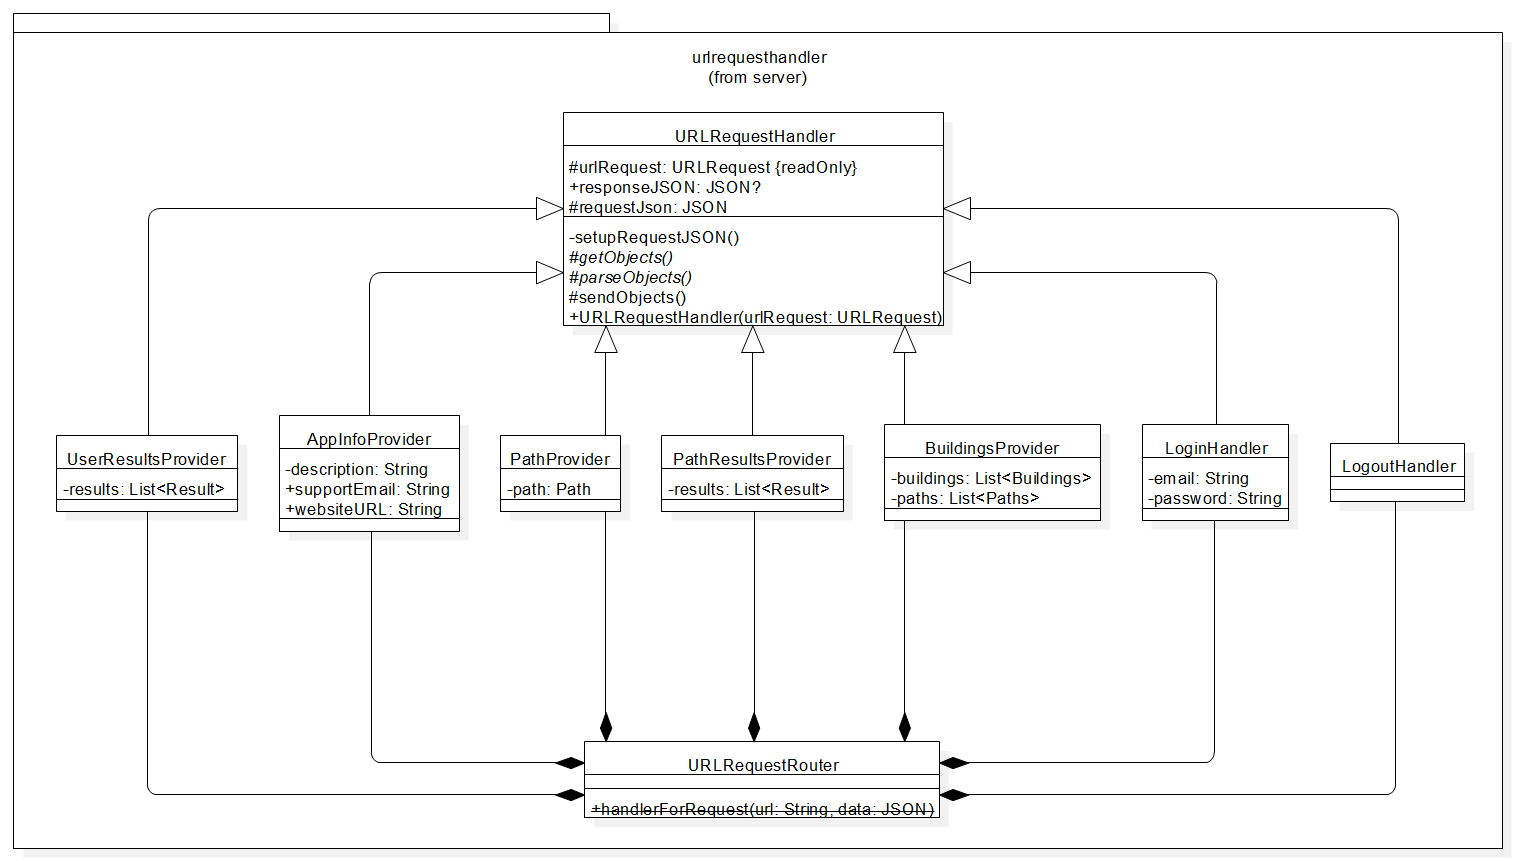 urlrequesthandler
(from server)
URLRequestHandler
#urlRequest: URLRequest {readOnly}
+responseJSON: JSON?
#requestJson: JSON
-setupRequestJSON()
#getObjects()
#parseObjects()
#sendObjects()
+URLRequestHandler(urlRequest: URLRequest)
UserResultsProvider
-results: List<Result>
AppInfoProvider
-description: String
+supportEmail: String
+websiteURL: String
PathProvider
-path: Path
PathResultsProvider
-results: List<Result>
BuildingsProvider
-buildings: List<Buildings>
-paths: List<Paths>
LoginHandler
-email: String
-password: String
LogoutHandler
URLRequestRouter
+handlerForRequest(url: String, data: JSON)